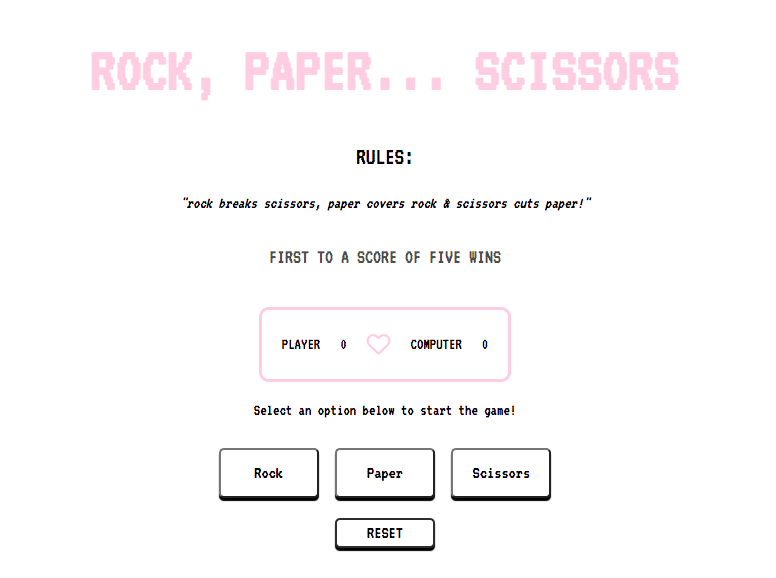 ROCK, PAPER... SCISSORS
RULES:
"rock breaks scissors, paper covers rock & scissors cuts paper!"
FIRST TO A SCORE OF FIVE WINS
PLAYER 0 COMPUTER 0
Select an option below to start the game!
Rock Paper Scissors
RESET